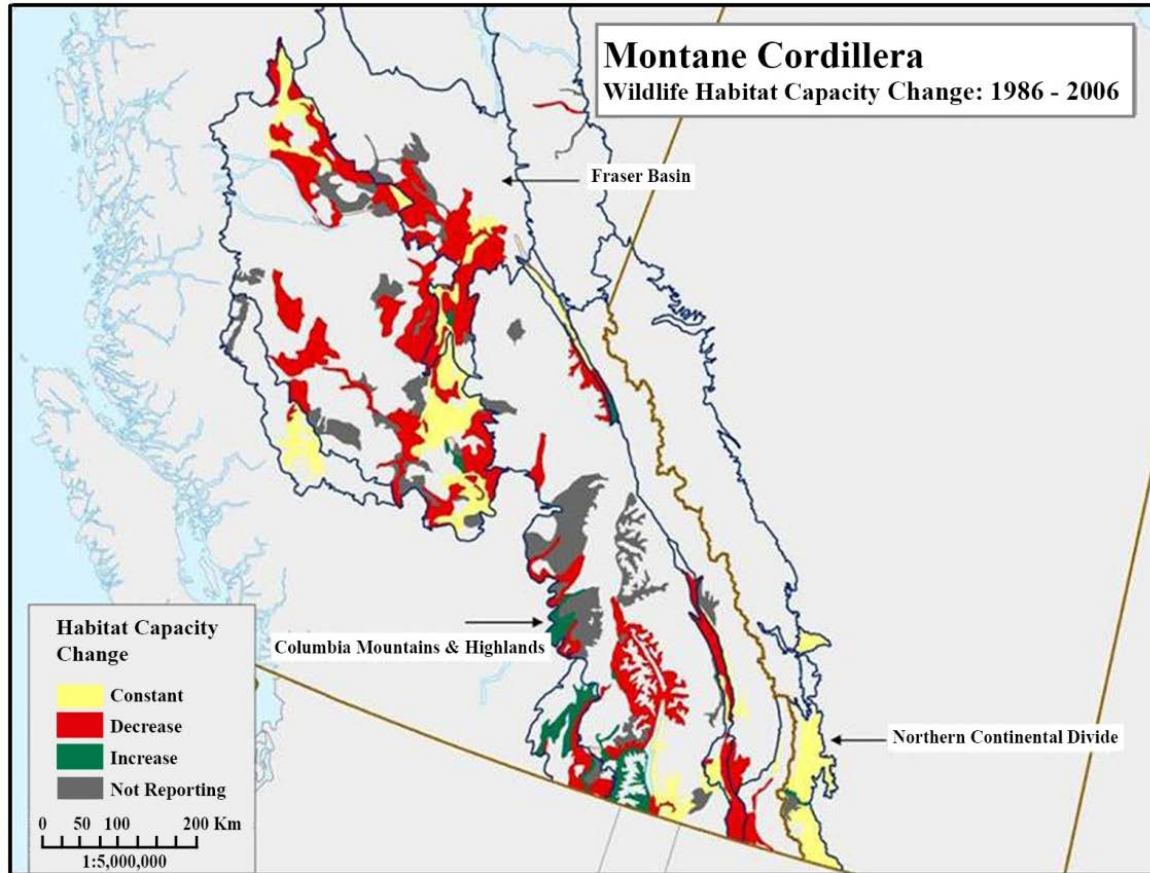 Montane Cordillera
Wildlife Habitat Capacity Change: 1986 - 2006
Fraser Basin
Columbia Mountains & Highlands
Northern Continental Divide
Habitat Capacity
Change
Constant
Decrease
Increase
Not Reporting
0 50 100 200 Km
1:5,000,000